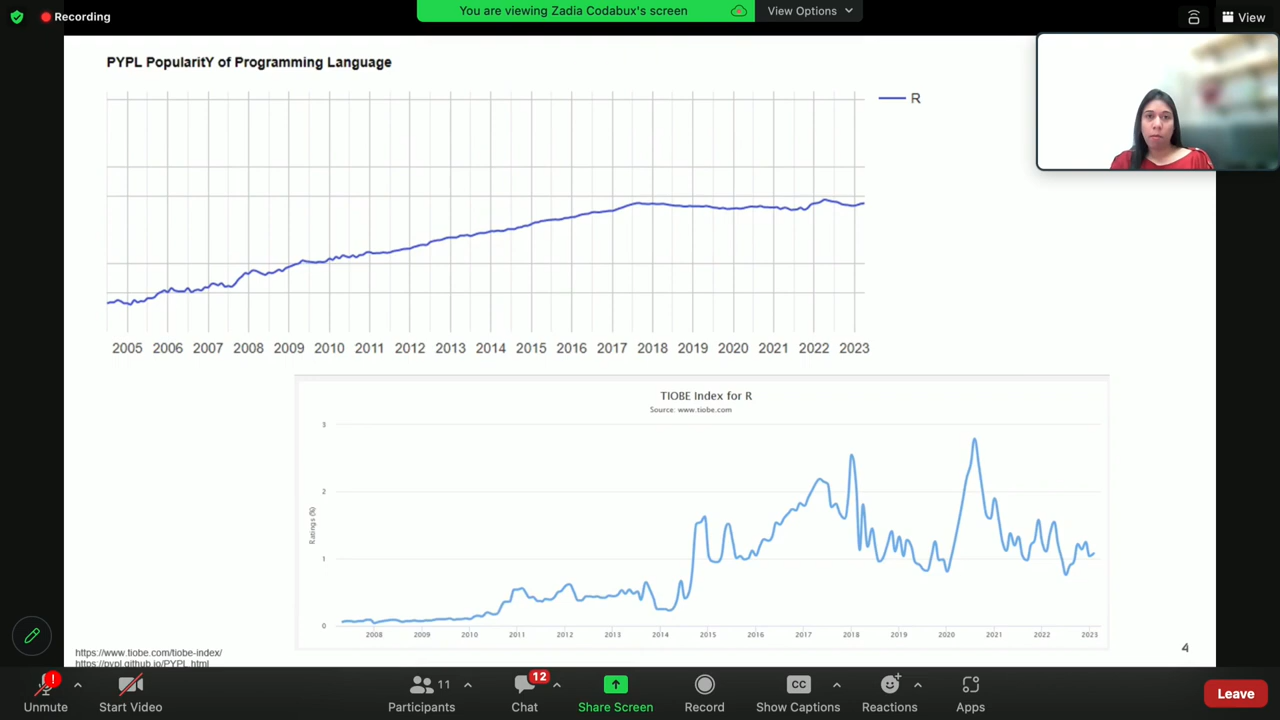 Recording
You are viewing Zadia Codabux's screen
View Options
View
PYPL PopularitY of Programming Language
R
2005 2006 2007 2008 2009 2010 2011 2012 2013 2014 2015 2016 2017 2018 2019 2020 2021 2022 2023
TIOBE Index for R
Source: www.tiobe.com
3
2
1
0
Ratings (%)
2008 2009 2010 2011 2012 2013 2014 2015 2016 2017 2018 2019 2020 2021 2022 2023
4
https://www.tiobe.com/tiobe-index/
https://pypl.github.io/PYPL.html
11
12
CC
Unmute
Start Video
Participants
Chat
Share Screen
Record
Show Captions
Reactions
Apps
Leave